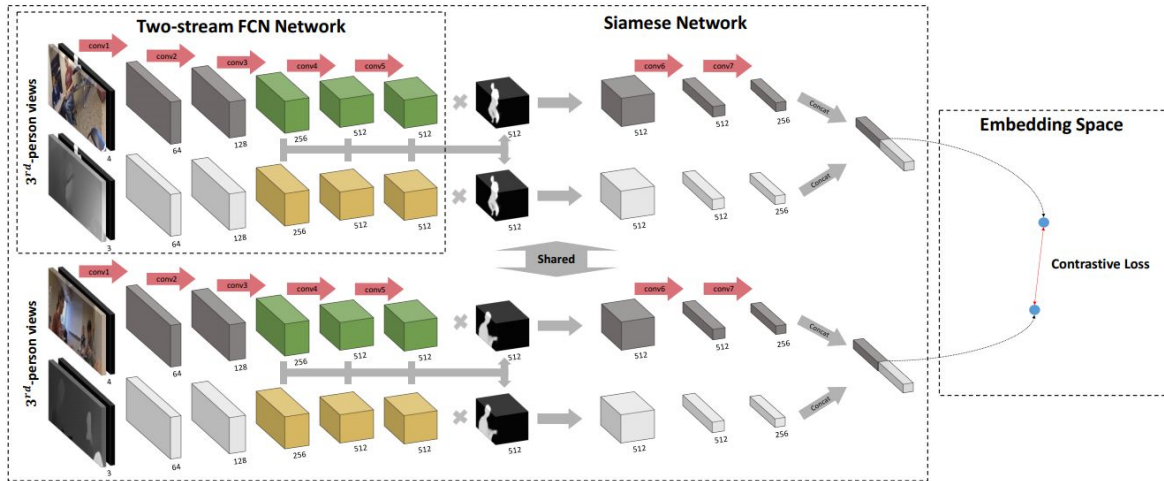 Two-stream FCN Network
Siamese Network
conv1
conv2
conv3
conv4
conv5
conv6
conv7
3rd-person views
4
64
128
256
512
512
512
512
512
256
Concat
3
64
128
256
512
512
512
512
512
256
Concat
Shared
conv1
conv2
conv3
conv4
conv5
conv6
conv7
3rd-person views
4
64
128
256
512
512
512
512
512
256
Concat
3
64
128
256
512
512
512
512
512
256
Concat
Embedding Space
Contrastive Loss